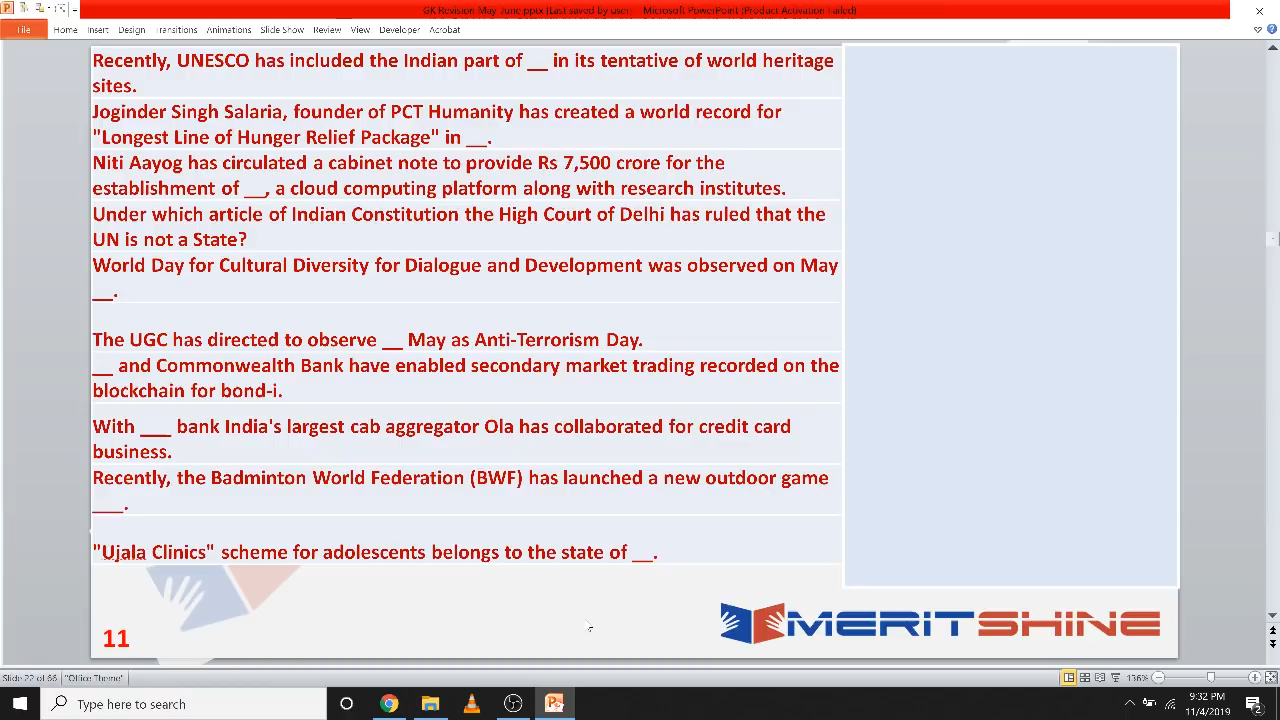 GK Revision May June.pptx [Last saved by user] - Microsoft PowerPoint (Product Activation Failed)
File Home Insert Design Transitions Animations Slide Show Review View Developer Acrobat
Recently, UNESCO has included the Indian part of __ in its tentative of world heritage
sites.
Joginder Singh Salaria, founder of PCT Humanity has created a world record for
"Longest Line of Hunger Relief Package" in __.
Niti Aayog has circulated a cabinet note to provide Rs 7,500 crore for the
establishment of __, a cloud computing platform along with research institutes.
Under which article of Indian Constitution the High Court of Delhi has ruled that the
UN is not a State?
World Day for Cultural Diversity for Dialogue and Development was observed on May
__.
The UGC has directed to observe __ May as Anti-Terrorism Day.
__ and Commonwealth Bank have enabled secondary market trading recorded on the
blockchain for bond-i.
With ___ bank India's largest cab aggregator Ola has collaborated for credit card
business.
Recently, the Badminton World Federation (BWF) has launched a new outdoor game
___.
"Ujala Clinics" scheme for adolescents belongs to the state of __.
11
MERITSHINE
Slide 22 of 66 "Office Theme" 136%
Type here to search
9:32 PM
11/4/2019
2